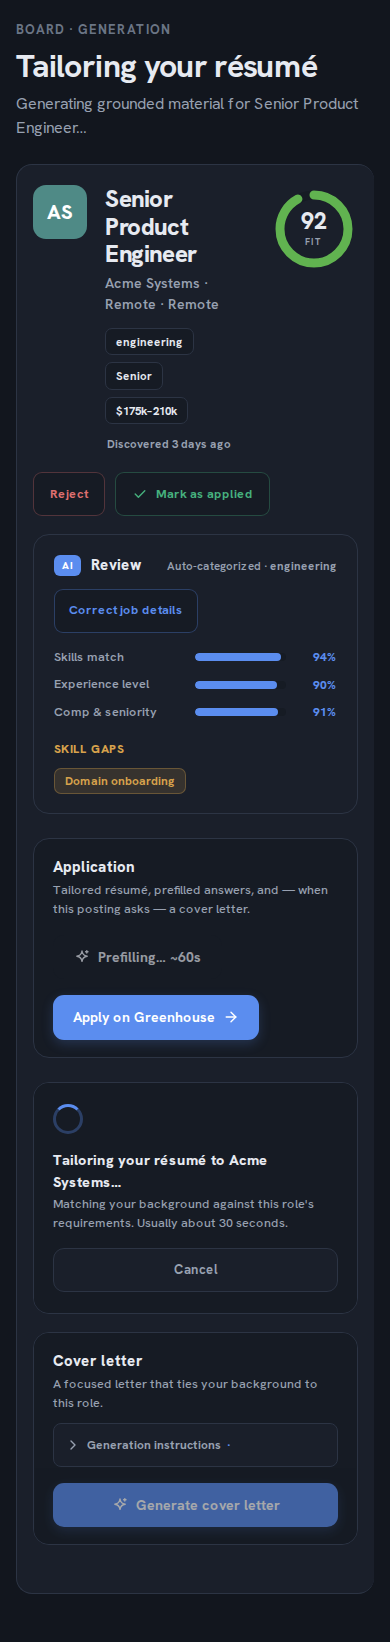 BOARD · GENERATION
Tailoring your résumé
Generating grounded material for Senior Product
Engineer…
AS
Senior
Product
Engineer
92
FIT
Acme Systems ·
Remote · Remote
engineering
Senior
$175k–210k
Discovered 3 days ago
Reject
Mark as applied
AI
Review
Auto-categorized · engineering
Correct job details
Skills match
94%
Experience level
90%
Comp & seniority
91%
SKILL GAPS
Domain onboarding
Application
Tailored résumé, prefilled answers, and — when
this posting asks — a cover letter.
Prefilling… ~60s
Apply on Greenhouse
Tailoring your résumé to Acme
Systems…
Matching your background against this role's
requirements. Usually about 30 seconds.
Cancel
Cover letter
A focused letter that ties your background to
this role.
Generation instructions ·
Generate cover letter